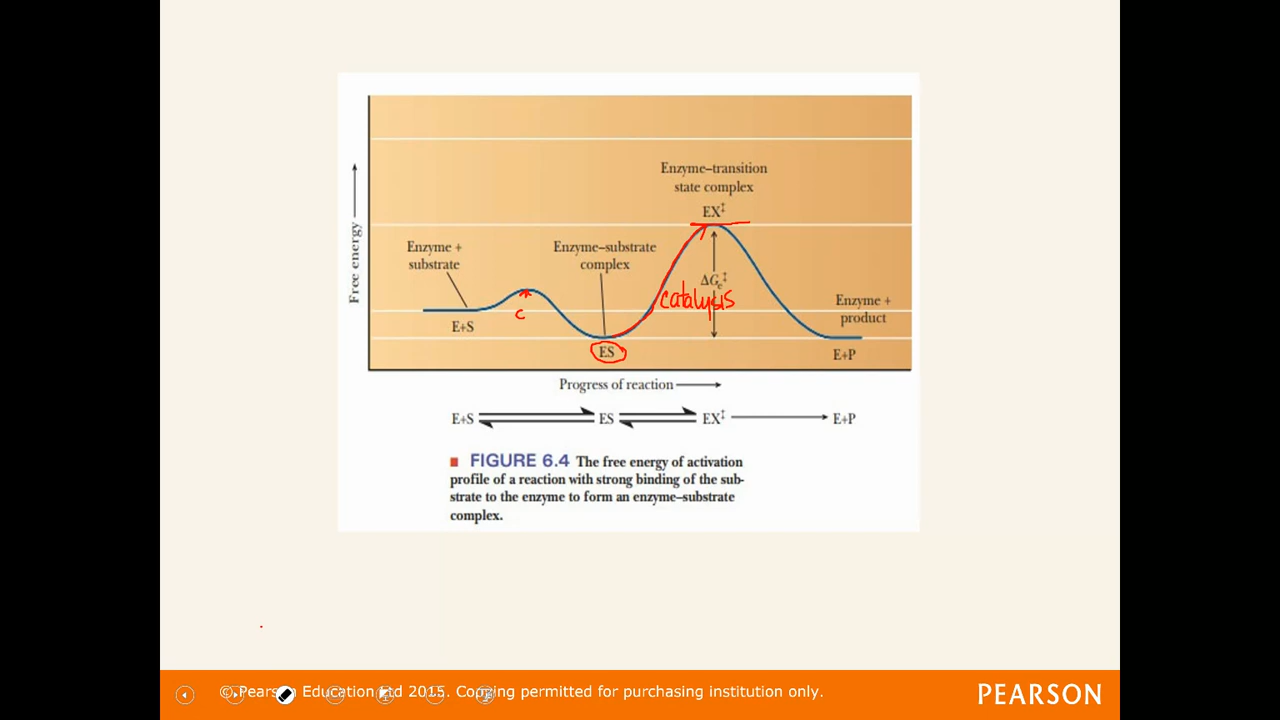 Enzyme–transition
state complex
EX‡
Enzyme +
substrate
Enzyme–substrate
complex
Free energy
ΔGe‡
catalysis
c
Enzyme +
product
E+S
ES
E+P
Progress of reaction
E+S ES EX‡ E+P
FIGURE 6.4 The free energy of activation
profile of a reaction with strong binding of the sub-
strate to the enzyme to form an enzyme–substrate
complex.
© Pearson Education Ltd 2015. Copying permitted for purchasing institution only.
PEARSON